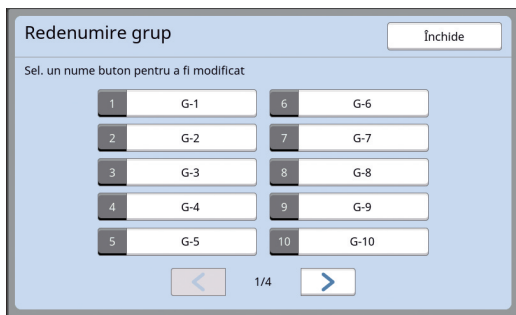 Redenumire grup
Închide
Sel. un nume buton pentru a fi modificat
1 G-1 6 G-6
2 G-2 7 G-7
3 G-3 8 G-8
4 G-4 9 G-9
5 G-5 10 G-10
1/4